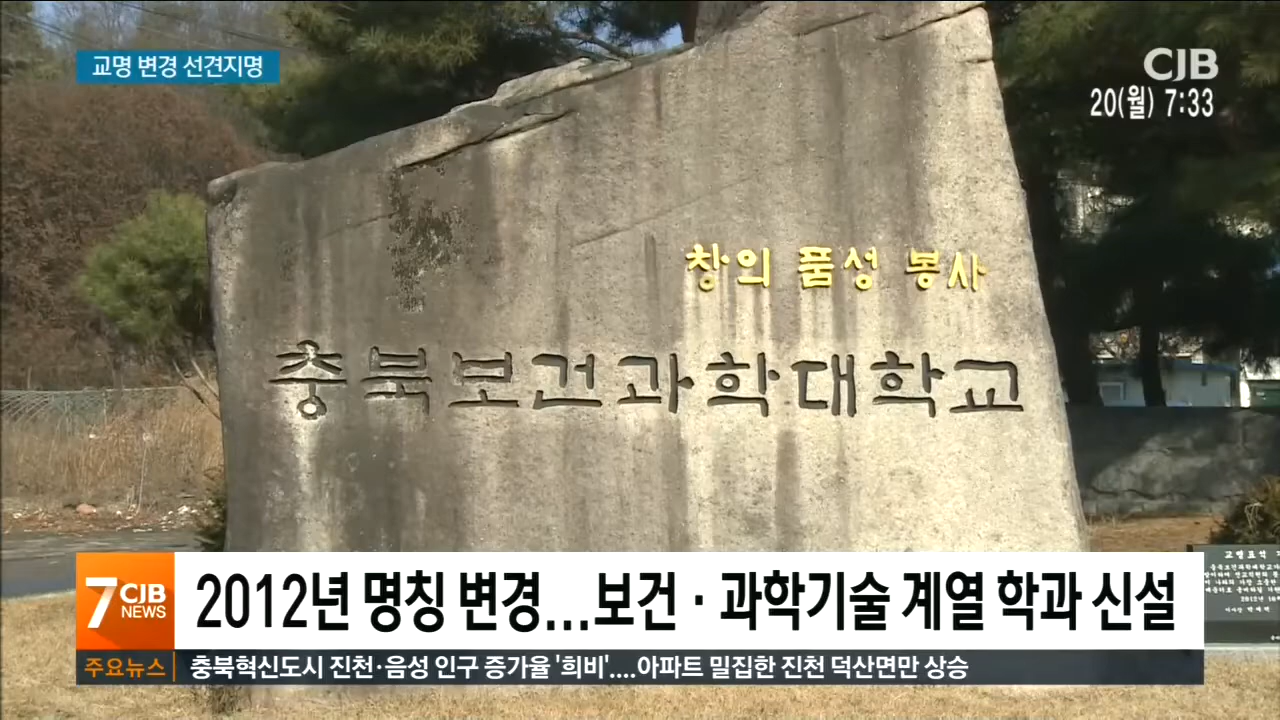 교명 변경 선견지명
CJB
20(월) 7:33
창의 품성 봉사
충북보건과학대학교
7 CJB NEWS
2012년 명칭 변경...보건·과학기술 계열 학과 신설
주요뉴스
충북혁신도시 진천·음성 인구 증가율 '희비'....아파트 밀집한 진천 덕산면만 상승